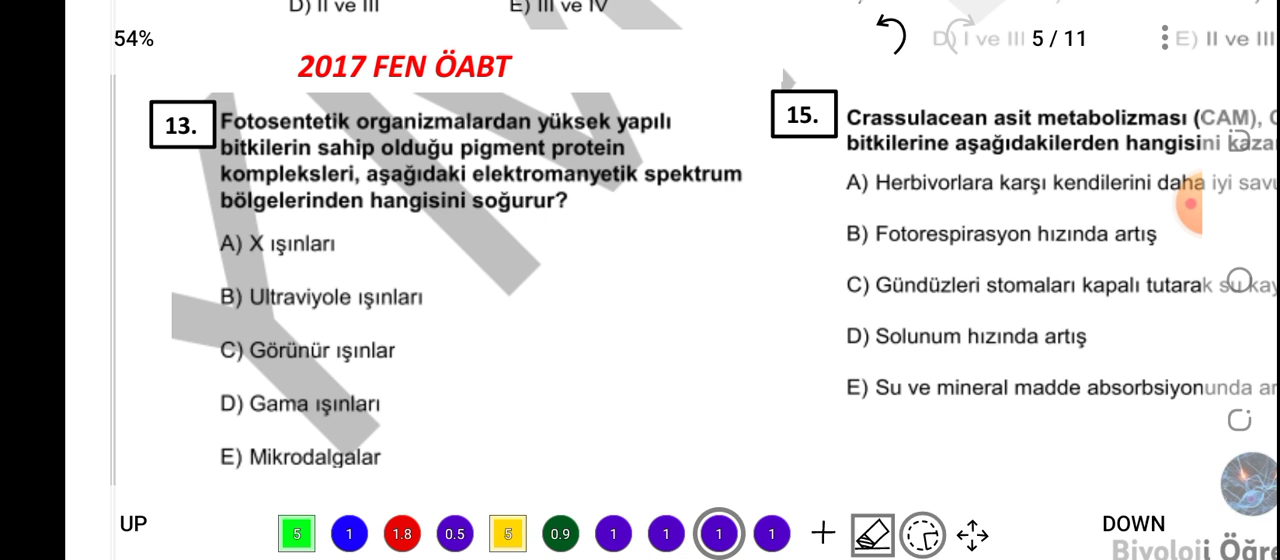 D) II ve III
E) III ve IV
54%
D) I ve III
5 / 11
E) II ve III
2017 FEN ÖABT
13.
Fotosentetik organizmalardan yüksek yapılı
bitkilerin sahip olduğu pigment protein
kompleksleri, aşağıdaki elektromanyetik spektrum
bölgelerinden hangisini soğurur?
A) X ışınları
B) Ultraviyole ışınları
C) Görünür ışınlar
D) Gama ışınları
E) Mikrodalgalar
15.
Crassulacean asit metabolizması (CAM),
bitkilerine aşağıdakilerden hangisini
A) Herbivorlara karşı kendilerini daha iyi
B) Fotorespirasyon hızında artış
C) Gündüzleri stomaları kapalı tutarak su
D) Solunum hızında artış
E) Su ve mineral madde absorbsiyonunda
UP
5
1
1.8
0.5
5
0.9
1
1
1
1
DOWN
Biyoloji